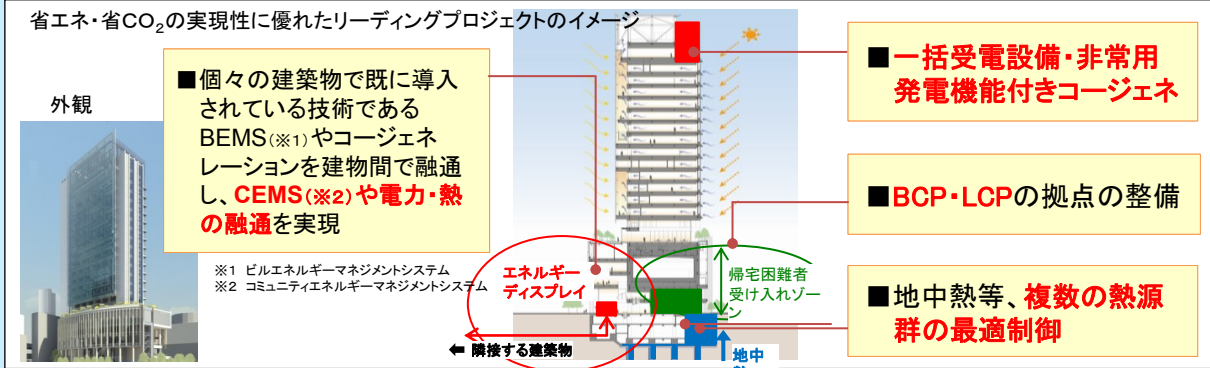 省エネ・省CO₂の実現性に優れたリーディングプロジェクトのイメージ
外観
■個々の建築物で既に導入
されている技術である
BEMS(※1)やコージェネ
レーションを建物間で融通
し、CEMS(※2)や電力・熱
の融通を実現
※1 ビルエネルギーマネジメントシステム
※2 コミュニティエネルギーマネジメントシステム
エネルギー
ディスプレイ
← 隣接する建築物
帰宅困難者
受け入れゾー
ン
地中
■一括受電設備・非常用
発電機能付きコージェネ
■BCP・LCPの拠点の整備
■地中熱等、複数の熱源
群の最適制御